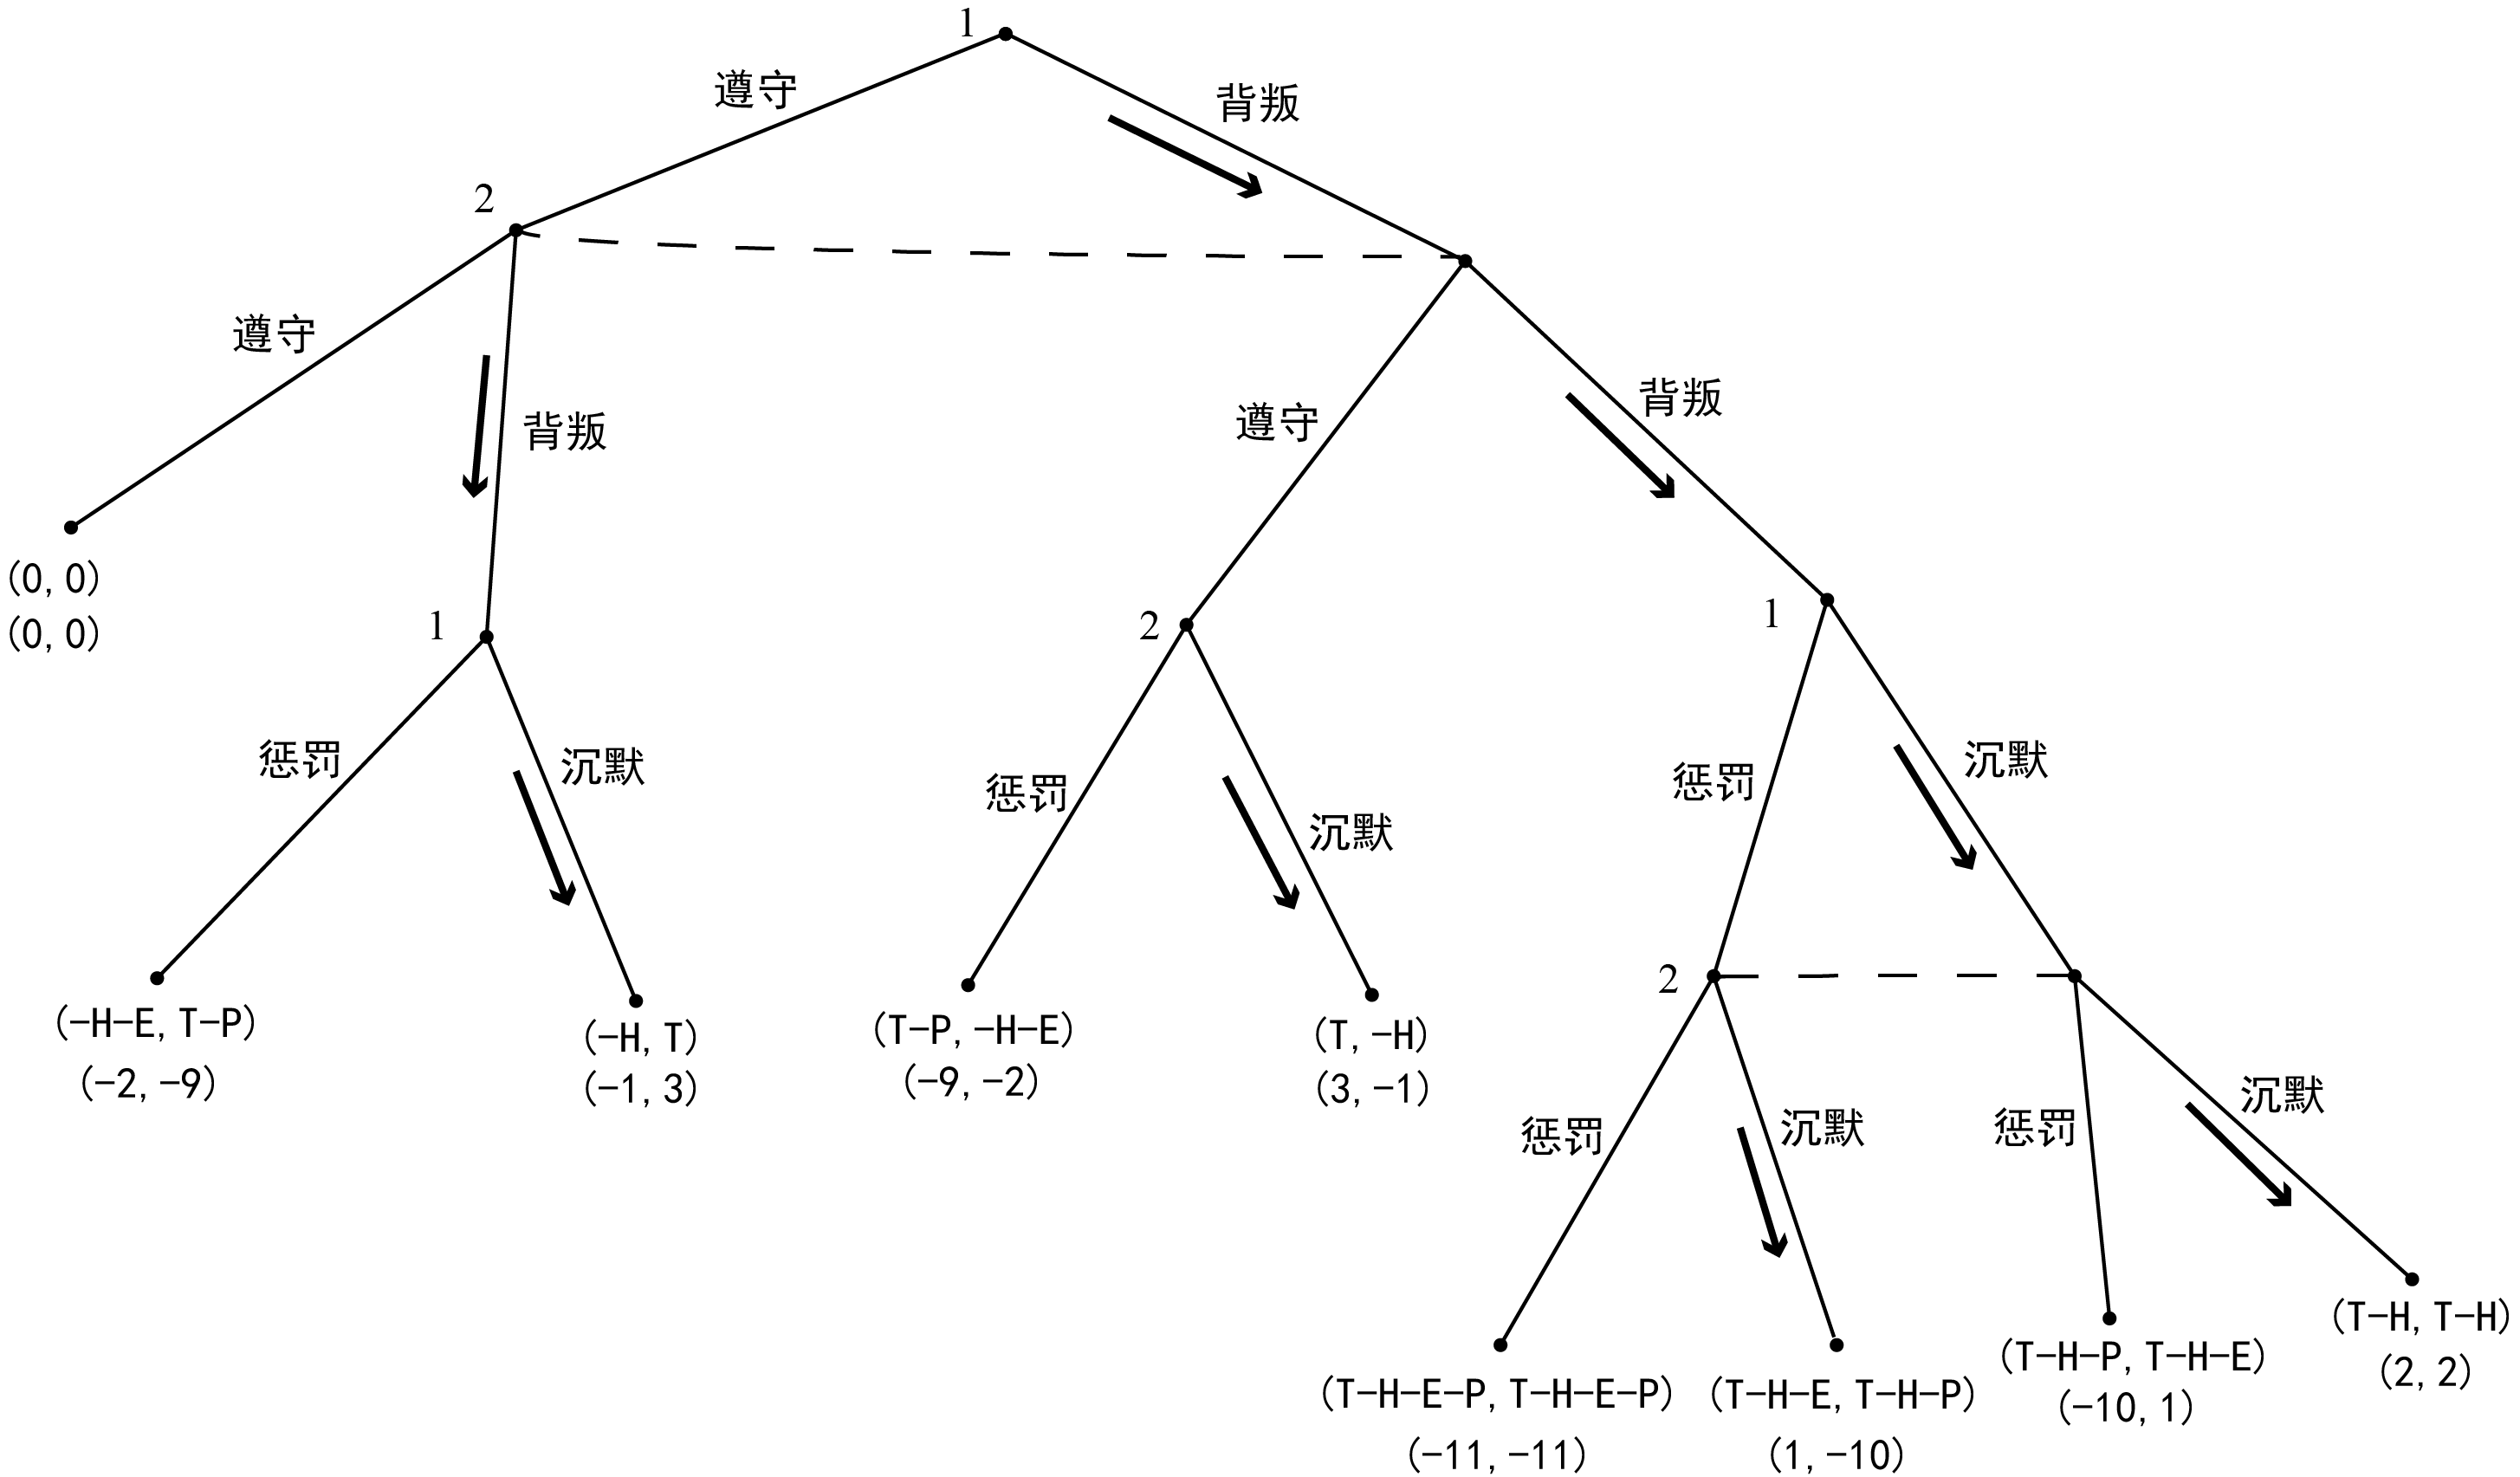 1
遵守
背叛
2
遵守
背叛
遵守
背叛
(0,0)
(0,0)
1
2
1
惩罚
沉默
惩罚
沉默
惩罚
沉默
2
(-H-E,T-P)
(-2,-9)
(-H,T)
(-1,3)
(T-P,-H-E)
(-9,-2)
(T,-H)
(3,-1)
惩罚
沉默
惩罚
沉默
(T-H-E-P,T-H-E-P)
(-11,-11)
(T-H-E,T-H-P)
(1,-10)
(T-H-P,T-H-E)
(-10,1)
(T-H,T-H)
(2,2)